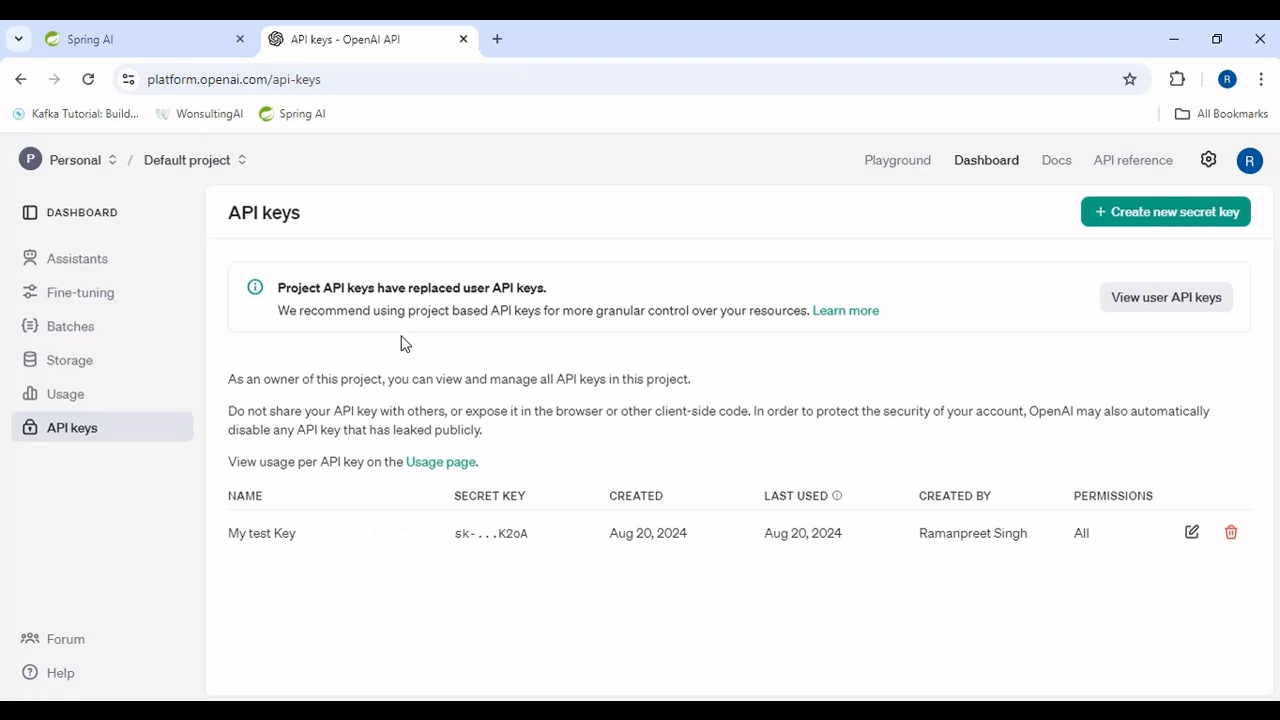 Spring AI
API keys - OpenAI API
platform.openai.com/api-keys
R
Kafka Tutorial: Build...
WonsultingAI
Spring AI
All Bookmarks
P Personal / Default project
Playground
Dashboard
Docs
API reference
R
DASHBOARD
Assistants
Fine-tuning
Batches
Storage
Usage
API keys
Forum
Help
API keys
+ Create new secret key
Project API keys have replaced user API keys.
We recommend using project based API keys for more granular control over your resources. Learn more
View user API keys
As an owner of this project, you can view and manage all API keys in this project.
Do not share your API key with others, or expose it in the browser or other client-side code. In order to protect the security of your account, OpenAI may also automatically
disable any API key that has leaked publicly.
View usage per API key on the Usage page.
NAME SECRET KEY CREATED LAST USED CREATED BY PERMISSIONS
My test Key sk-...K2oA Aug 20, 2024 Aug 20, 2024 Ramanpreet Singh All